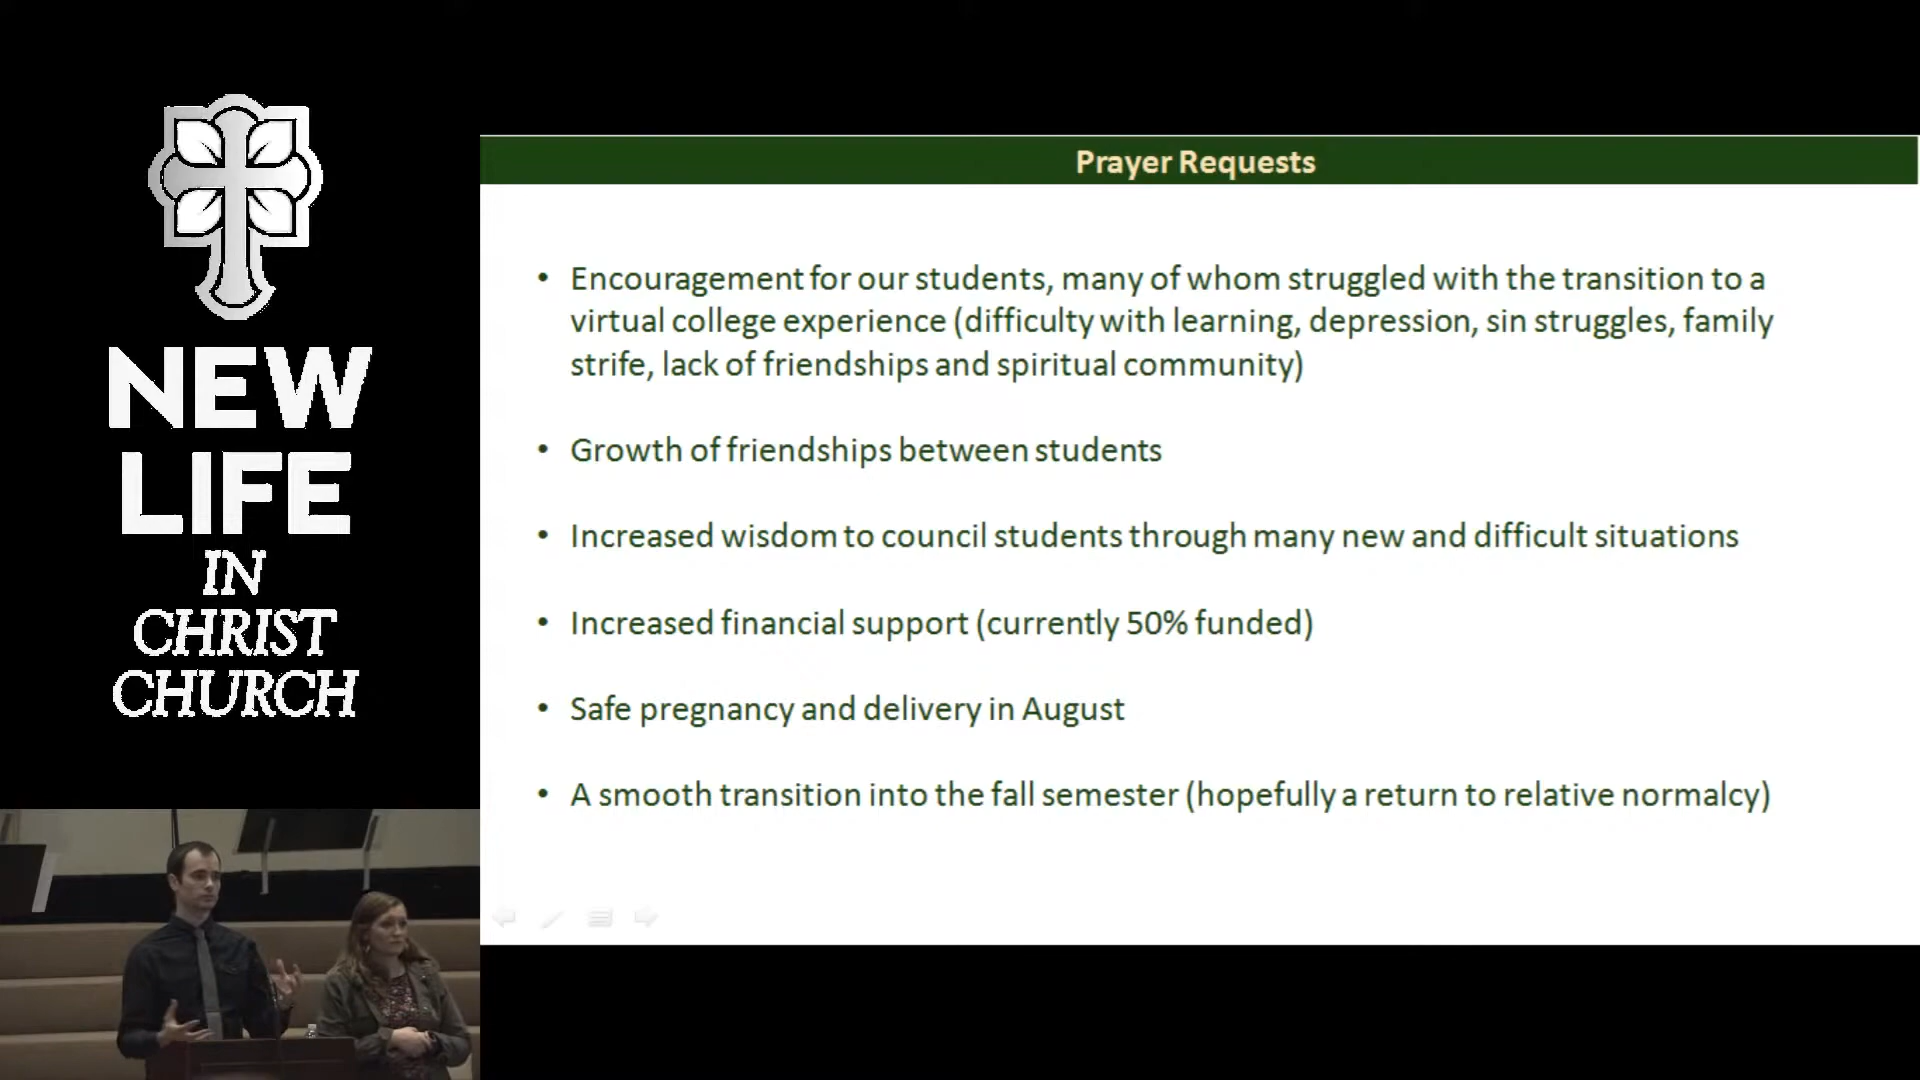 NEW
LIFE
IN
CHRIST
CHURCH
Prayer Requests
• Encouragement for our students, many of whom struggled with the transition to a
virtual college experience (difficulty with learning, depression, sin struggles, family
strife, lack of friendships and spiritual community)
• Growth of friendships between students
• Increased wisdom to council students through many new and difficult situations
• Increased financial support (currently 50% funded)
• Safe pregnancy and delivery in August
• A smooth transition into the fall semester (hopefully a return to relative normalcy)